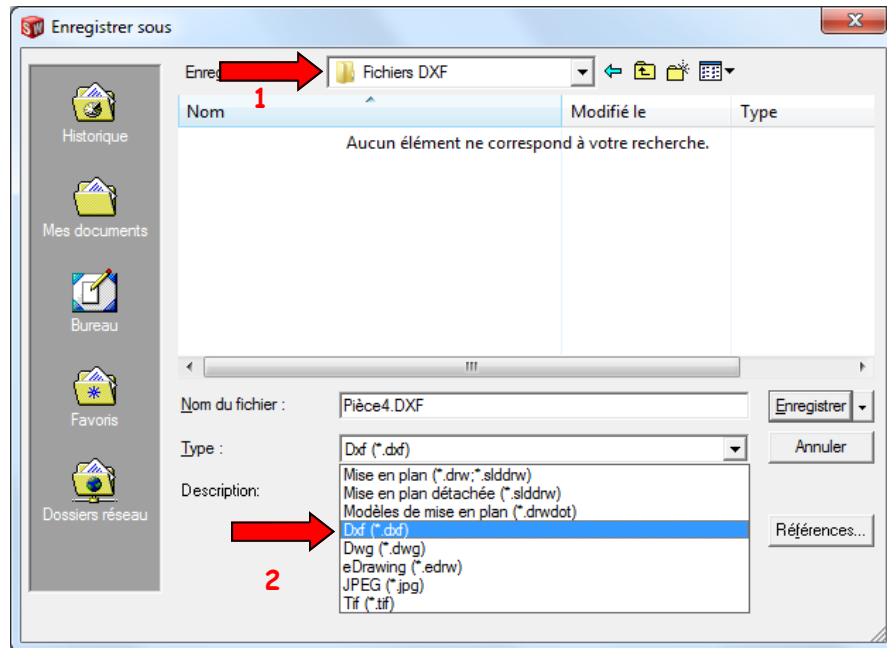 Enregistrer sous
Enreg
Fichiers DXF
1
Nom
Modifié le
Type
Aucun élément ne correspond à votre recherche.
Historique
Mes documents
Bureau
Favoris
Dossiers réseau
Nom du fichier :
Pièce4.DXF
Enregistrer
Type :
Dxf (*.dxf)
Annuler
Description:
Mise en plan (*.drw;*.slddrw)
Mise en plan détachée (*.slddrw)
Modèles de mise en plan (*.drwdot)
Dxf (*.dxf)
Dwg (*.dwg)
eDrawing (*.edrw)
JPEG (*.jpg)
Tif (*.tif)
Références...
2